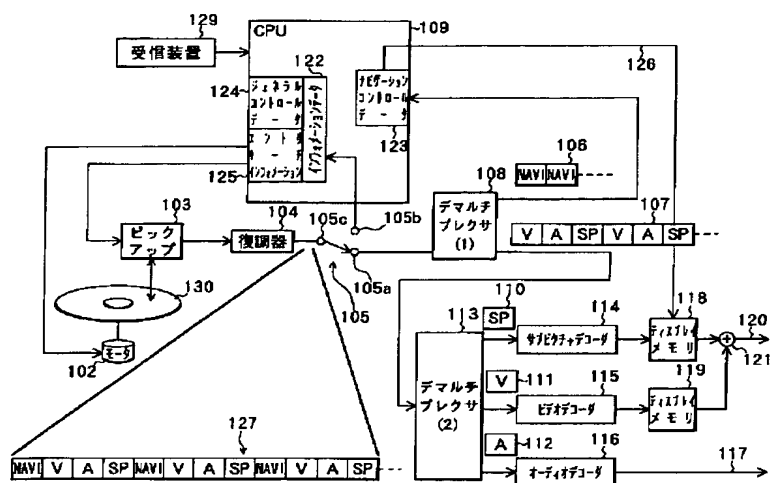 129
受信装置
CPU
109
122
124
ジェネラル
コントロール
データ
インフォメーションデータ
エントリ
サーチ
インフォメーション
125
ナビゲーション
コントロール
データ
123
126
106
NAVI NAVI
108
デマルチ
プレクサ
(1)
107
V A SP V A SP
103
ピック
アップ
104
復調器
105c
105b
105a
105
130
モータ
102
113
デマルチ
プレクサ
(2)
110
SP
114
サブピクチャデコーダ
118
ディスプレイ
メモリ
120
121
V
111
115
ビデオデコーダ
119
ディスプレイ
メモリ
A
112
116
オーディオデコーダ
117
127
NAVI V A SP NAVI V A SP NAVI V A SP